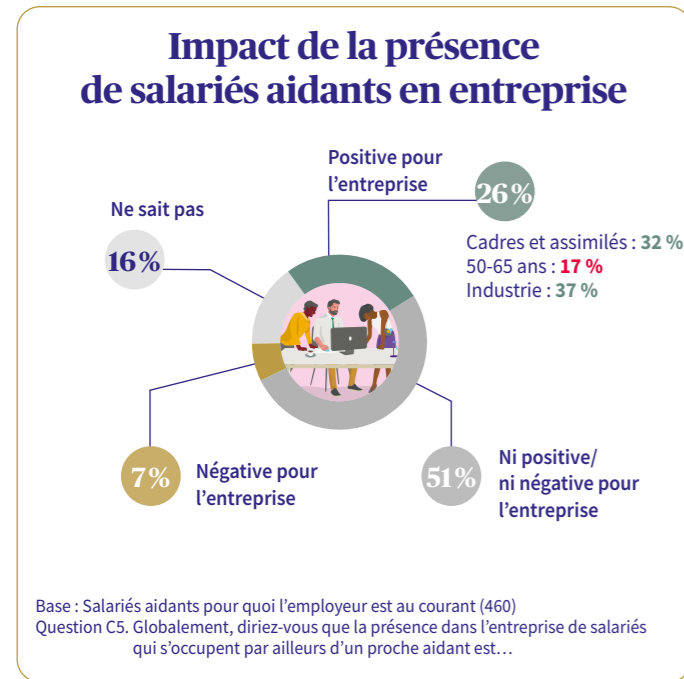 Impact de la présence
de salariés aidants en entreprise
Positive pour
l'entreprise
26 %
Cadres et assimilés : 32 %
50-65 ans : 17 %
Industrie : 37 %
Ne sait pas
16 %
7 %
Négative pour
l'entreprise
51 %
Ni positive/
ni négative pour
l'entreprise
Base : Salariés aidants pour quoi l'employeur est au courant (460)
Question C5. Globalement, diriez-vous que la présence dans l'entreprise de salariés
qui s'occupent par ailleurs d'un proche aidant est…